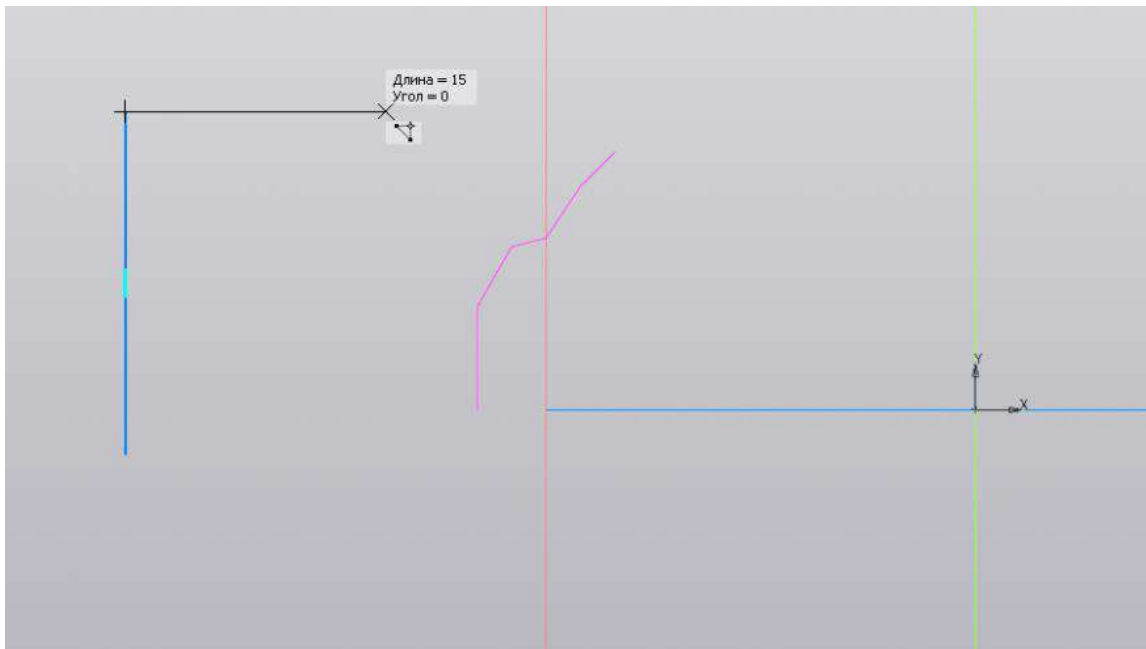 Длина = 15
Угол = 0
Y
X